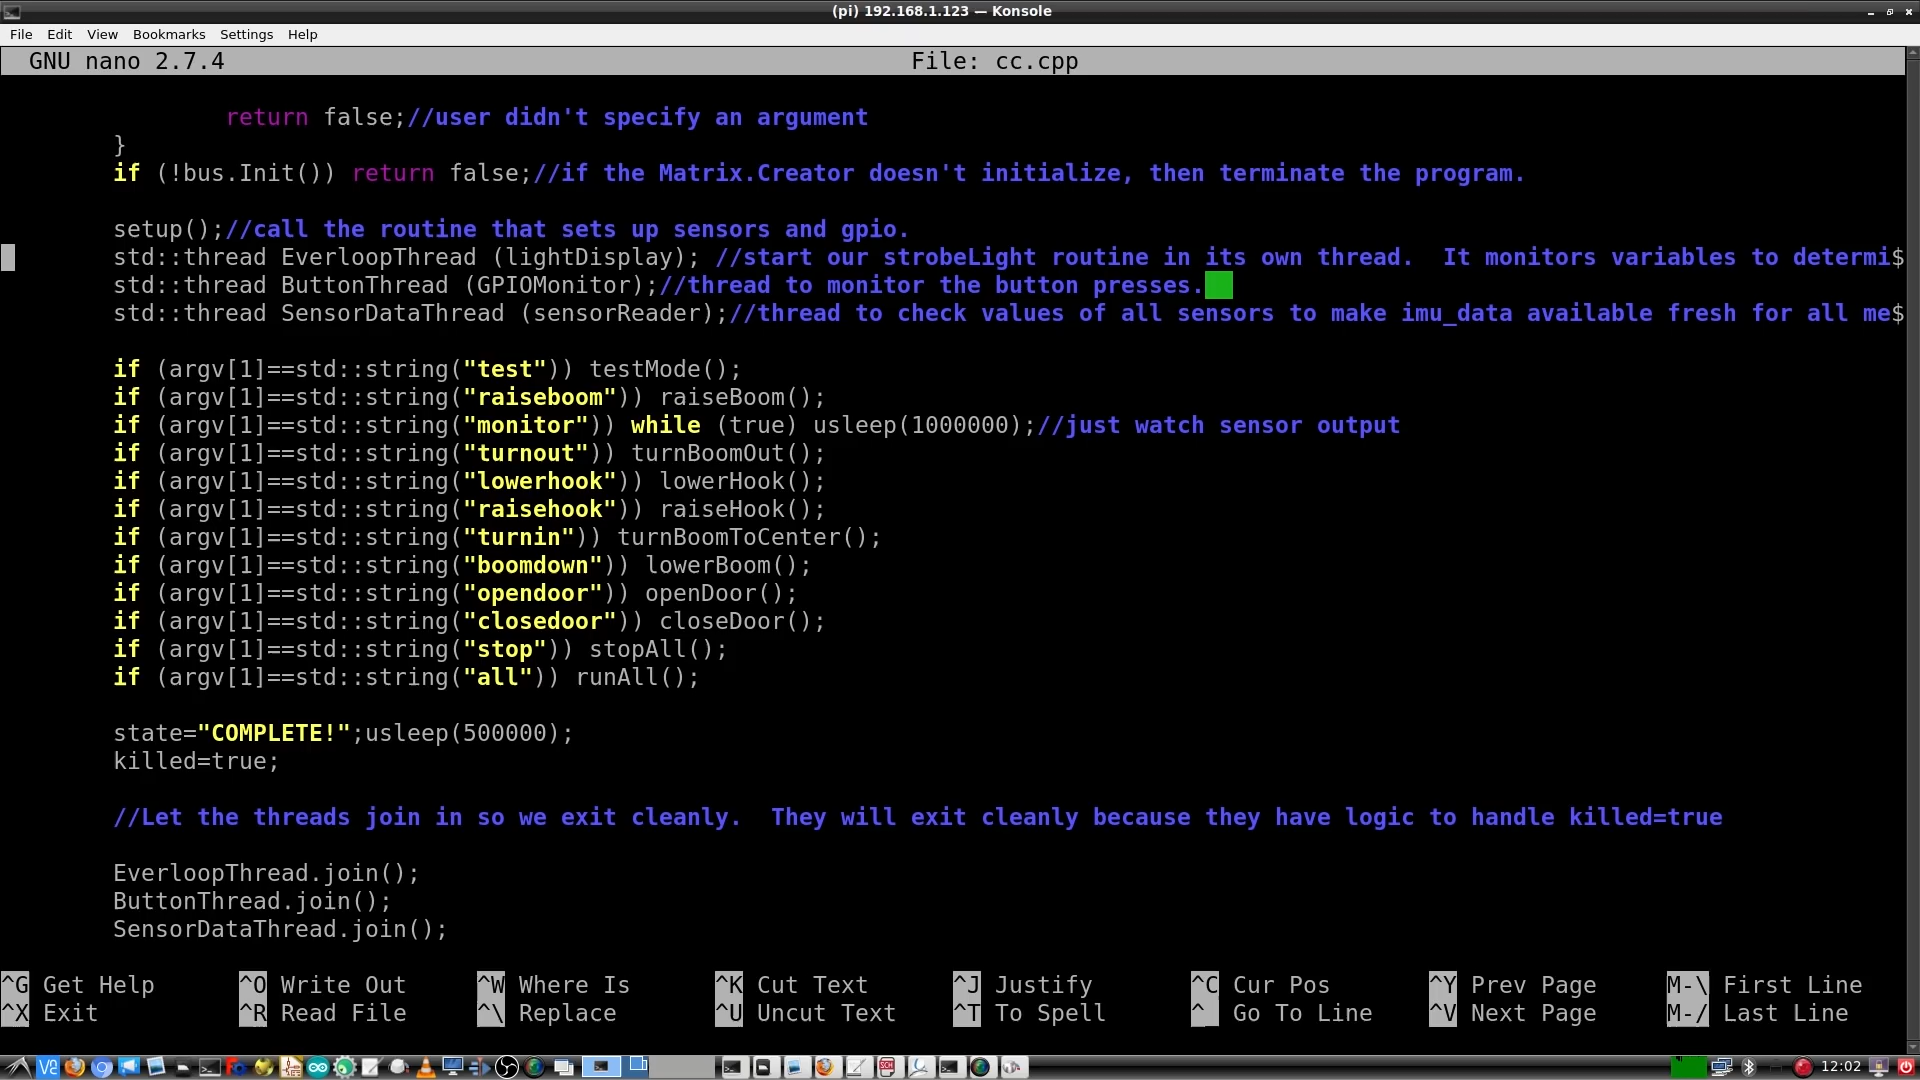 (pi) 192.168.1.123 — Konsole
File Edit View Bookmarks Settings Help
GNU nano 2.7.4 File: cc.cpp
return false;//user didn't specify an argument
}
if (!bus.Init()) return false;//if the Matrix.Creator doesn't initialize, then terminate the program.
setup();//call the routine that sets up sensors and gpio.
std::thread EverloopThread (lightDisplay); //start our strobeLight routine in its own thread.  It monitors variables to determi$
std::thread ButtonThread (GPIOMonitor);//thread to monitor the button presses.
std::thread SensorDataThread (sensorReader);//thread to check values of all sensors to make imu_data available fresh for all me$
if (argv[1]==std::string("test")) testMode();
if (argv[1]==std::string("raiseboom")) raiseBoom();
if (argv[1]==std::string("monitor")) while (true) usleep(1000000);//just watch sensor output
if (argv[1]==std::string("turnout")) turnBoomOut();
if (argv[1]==std::string("lowerhook")) lowerHook();
if (argv[1]==std::string("raisehook")) raiseHook();
if (argv[1]==std::string("turnin")) turnBoomToCenter();
if (argv[1]==std::string("boomdown")) lowerBoom();
if (argv[1]==std::string("opendoor")) openDoor();
if (argv[1]==std::string("closedoor")) closeDoor();
if (argv[1]==std::string("stop")) stopAll();
if (argv[1]==std::string("all")) runAll();
state="COMPLETE!";usleep(500000);
killed=true;
//Let the threads join in so we exit cleanly.  They will exit cleanly because they have logic to handle killed=true
EverloopThread.join();
ButtonThread.join();
SensorDataThread.join();
^G Get Help ^O Write Out ^W Where Is ^K Cut Text ^J Justify ^C Cur Pos ^Y Prev Page M-\ First Line
^X Exit ^R Read File ^\ Replace ^U Uncut Text ^T To Spell ^ Go To Line ^V Next Page M-/ Last Line
12:02